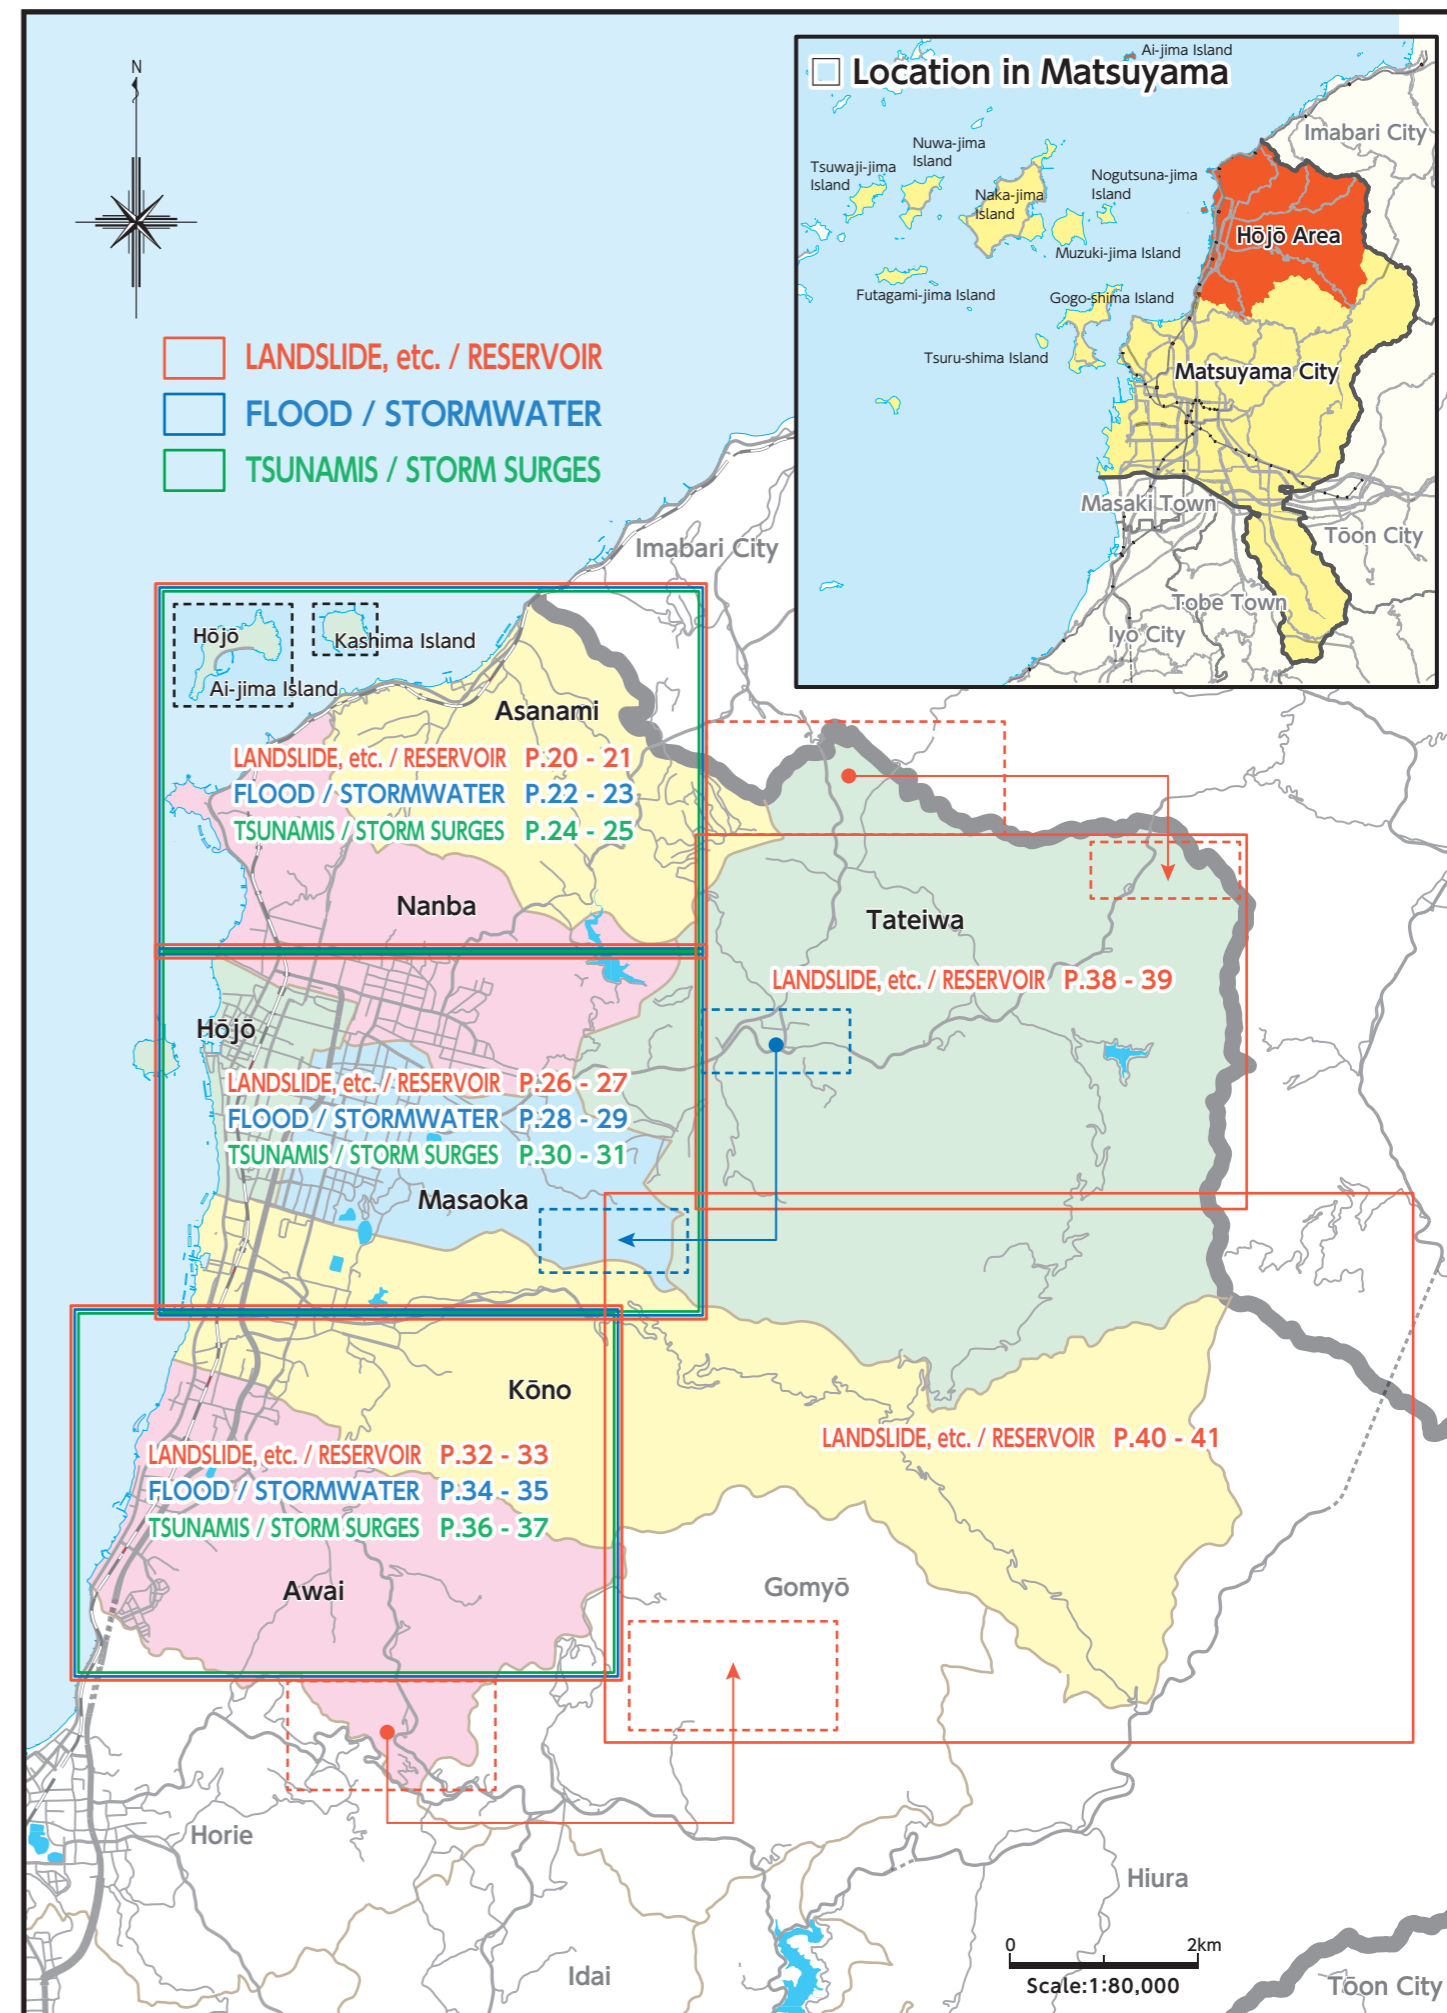 N
Location in Matsuyama
Ai-jima Island
Imabari City
Nuwa-jima
Island
Tsuwaji-jima
Island
Naka-jima
Island
Nogutsuna-jima
Island
Hōjō Area
Muzuki-jima Island
Futagami-jima Island
Gogo-shima Island
Tsuru-shima Island
Matsuyama City
Masaki Town
Tōon City
Tobe Town
Iyo City
LANDSLIDE, etc. / RESERVOIR
FLOOD / STORMWATER
TSUNAMIS / STORM SURGES
Imabari City
Hōjō
Kashima Island
Ai-jima Island
Asanami
LANDSLIDE, etc. / RESERVOIR P.20 - 21
FLOOD / STORMWATER P.22 - 23
TSUNAMIS / STORM SURGES P.24 - 25
Nanba
Tateiwa
LANDSLIDE, etc. / RESERVOIR P.38 - 39
Hōjō
LANDSLIDE, etc. / RESERVOIR P.26 - 27
FLOOD / STORMWATER P.28 - 29
TSUNAMIS / STORM SURGES P.30 - 31
Masaoka
Kōno
LANDSLIDE, etc. / RESERVOIR P.40 - 41
LANDSLIDE, etc. / RESERVOIR P.32 - 33
FLOOD / STORMWATER P.34 - 35
TSUNAMIS / STORM SURGES P.36 - 37
Awai
Gomyō
Horie
Hiura
Idai
0 2km
Scale:1:80,000
Tōon City